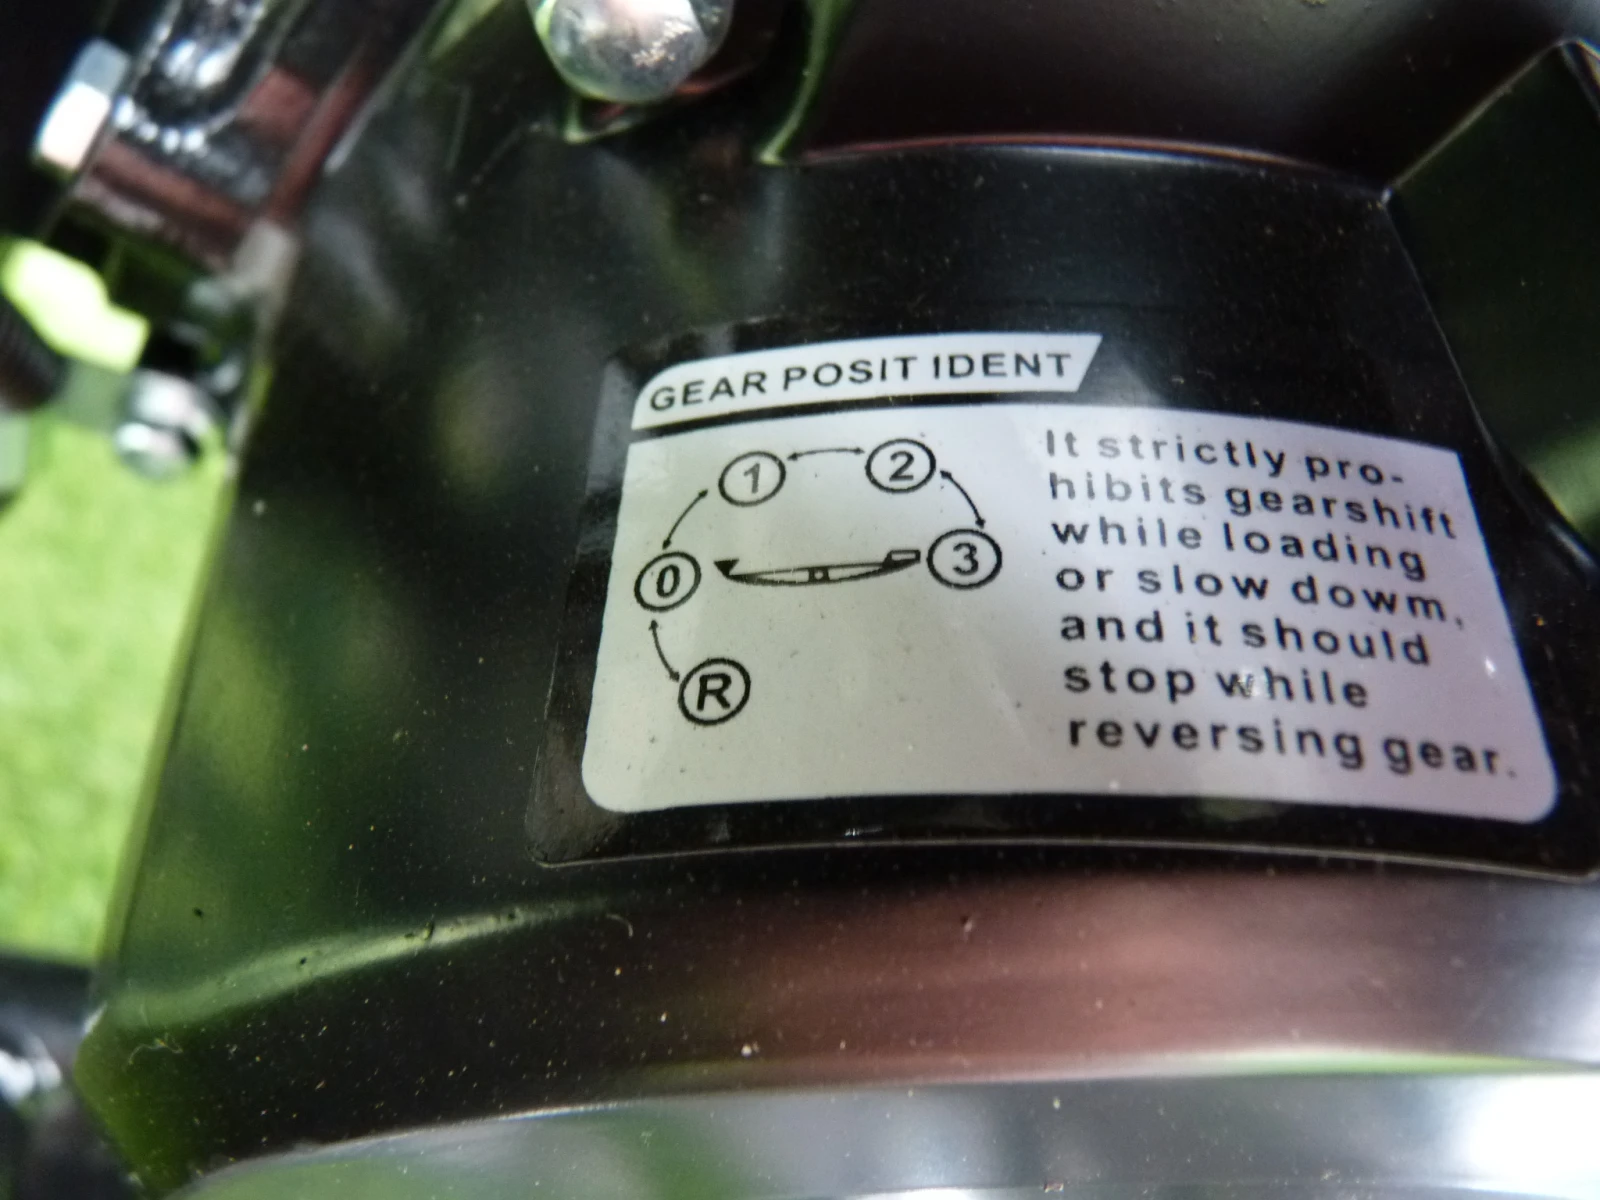 GEAR POSIT IDENT
1 2
0 3
R
It strictly pro-
hibits gearshift
while loading
or slow dowm,
and it should
stop while
reversing gear.